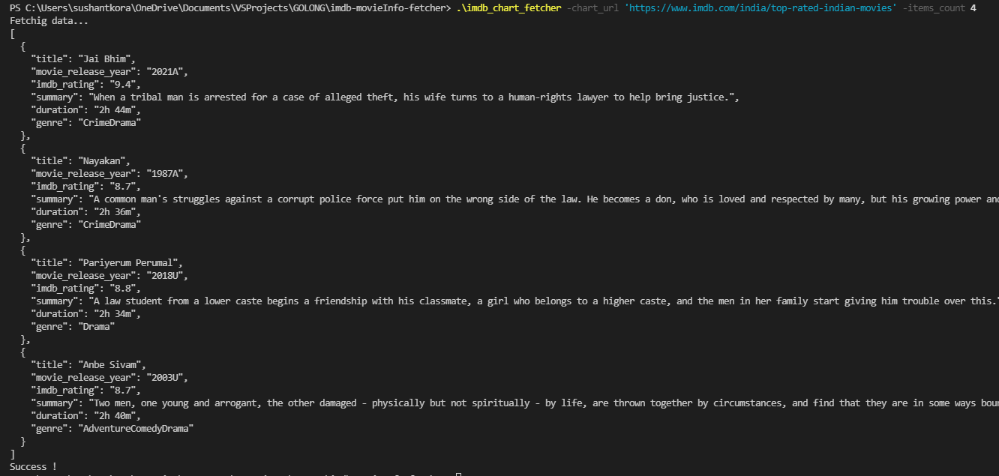 PS C:\Users\sushantkora\OneDrive\Documents\VSProjects\GOLONG\imdb-movieInfo-fetcher> .\imdb_chart_fetcher -chart_url 'https://www.imdb.com/india/top-rated-indian-movies' -items_count 4
Fetchig data...
[
  {
    "title": "Jai Bhim",
    "movie_release_year": "2021A",
    "imdb_rating": "9.4",
    "summary": "When a tribal man is arrested for a case of alleged theft, his wife turns to a human-rights lawyer to help bring justice.",
    "duration": "2h 44m",
    "genre": "CrimeDrama"
  },
  {
    "title": "Nayakan",
    "movie_release_year": "1987A",
    "imdb_rating": "8.7",
    "summary": "A common man's struggles against a corrupt police force put him on the wrong side of the law. He becomes a don, who is loved and respected by many, but his growing power and
    "duration": "2h 36m",
    "genre": "CrimeDrama"
  },
  {
    "title": "Pariyerum Perumal",
    "movie_release_year": "2018U",
    "imdb_rating": "8.8",
    "summary": "A law student from a lower caste begins a friendship with his classmate, a girl who belongs to a higher caste, and the men in her family start giving him trouble over this."
    "duration": "2h 34m",
    "genre": "Drama"
  },
  {
    "title": "Anbe Sivam",
    "movie_release_year": "2003U",
    "imdb_rating": "8.7",
    "summary": "Two men, one young and arrogant, the other damaged - physically but not spiritually - by life, are thrown together by circumstances, and find that they are in some ways
    "duration": "2h 40m",
    "genre": "AdventureComedyDrama"
  }
]
Success !